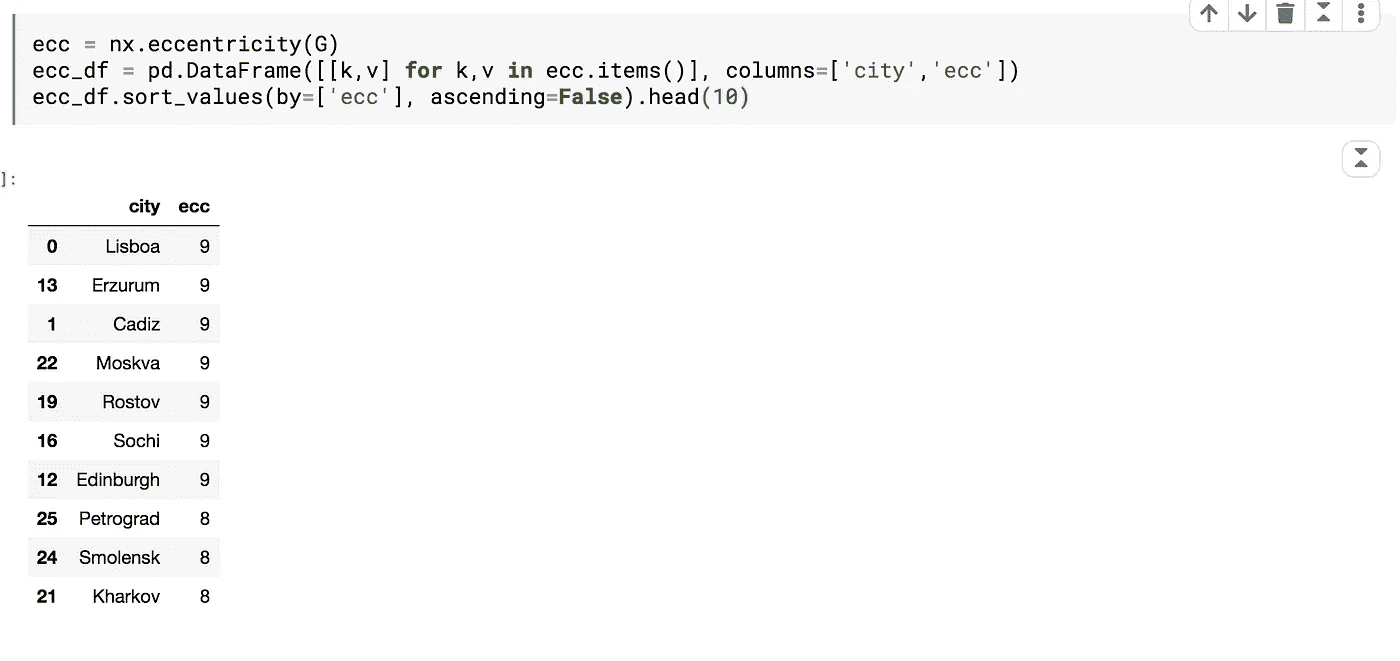 ecc = nx.eccentricity(G)
ecc_df = pd.DataFrame([[k,v] for k,v in ecc.items()], columns=['city','ecc'])
ecc_df.sort_values(by=['ecc'], ascending=False).head(10)
]:
city ecc
0 Lisboa 9
13 Erzurum 9
1 Cadiz 9
22 Moskva 9
19 Rostov 9
16 Sochi 9
12 Edinburgh 9
25 Petrograd 8
24 Smolensk 8
21 Kharkov 8